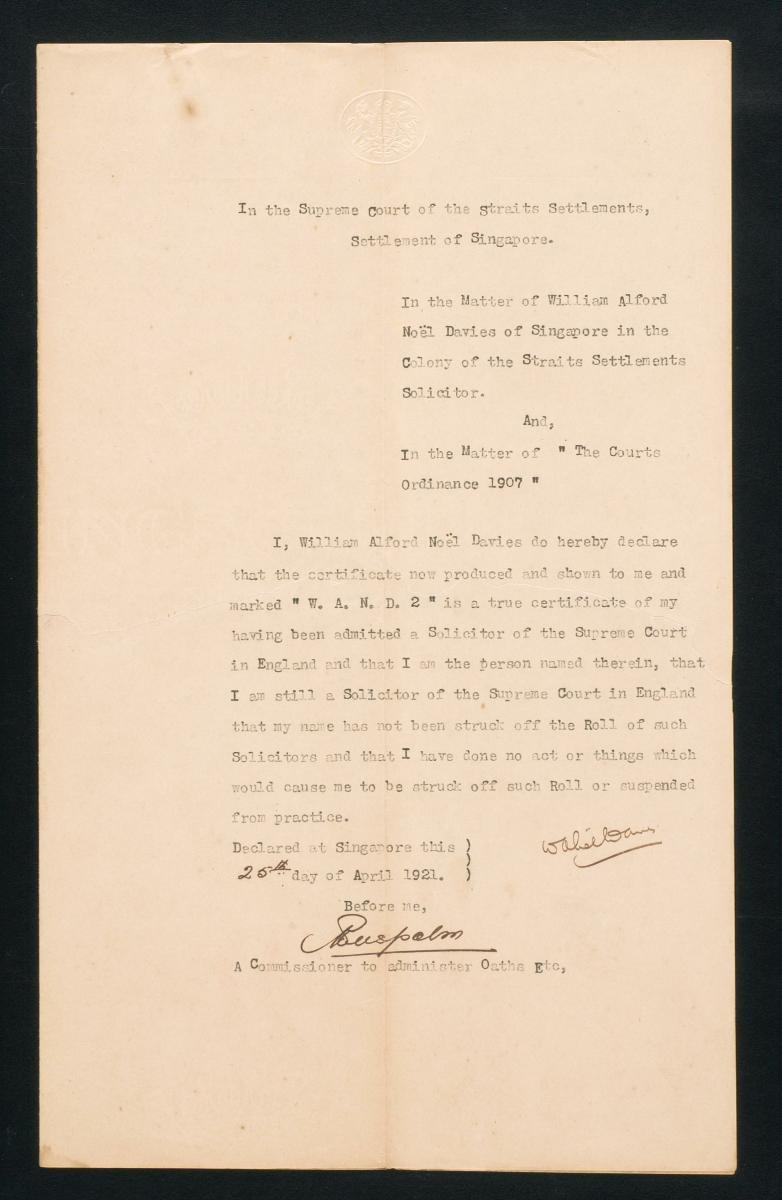 In the Supreme Court of the Straits Settlements,
Settlement of Singapore.
In the Matter of William Alford
Noël Davies of Singapore in the
Colony of the Straits Settlements
Solicitor.
And,
In the Matter of " The Courts
Ordinance 1907 "
I, William Alford Noël Davies do hereby declare
that the certificate now produced and shown to me and
marked " W. A. N. D. 2 " is a true certificate of my
having been admitted a Solicitor of the Supreme Court
in England and that I am the person named therein, that
I am still a Solicitor of the Supreme Court in England
that my name has not been struck off the Roll of such
Solicitors and that I have done no act or things which
would cause me to be struck off such Roll or suspended
from practice.
Declared at Singapore this )
25th day of April 1921. )
Before me,
A Commissioner to administer Oaths Etc,